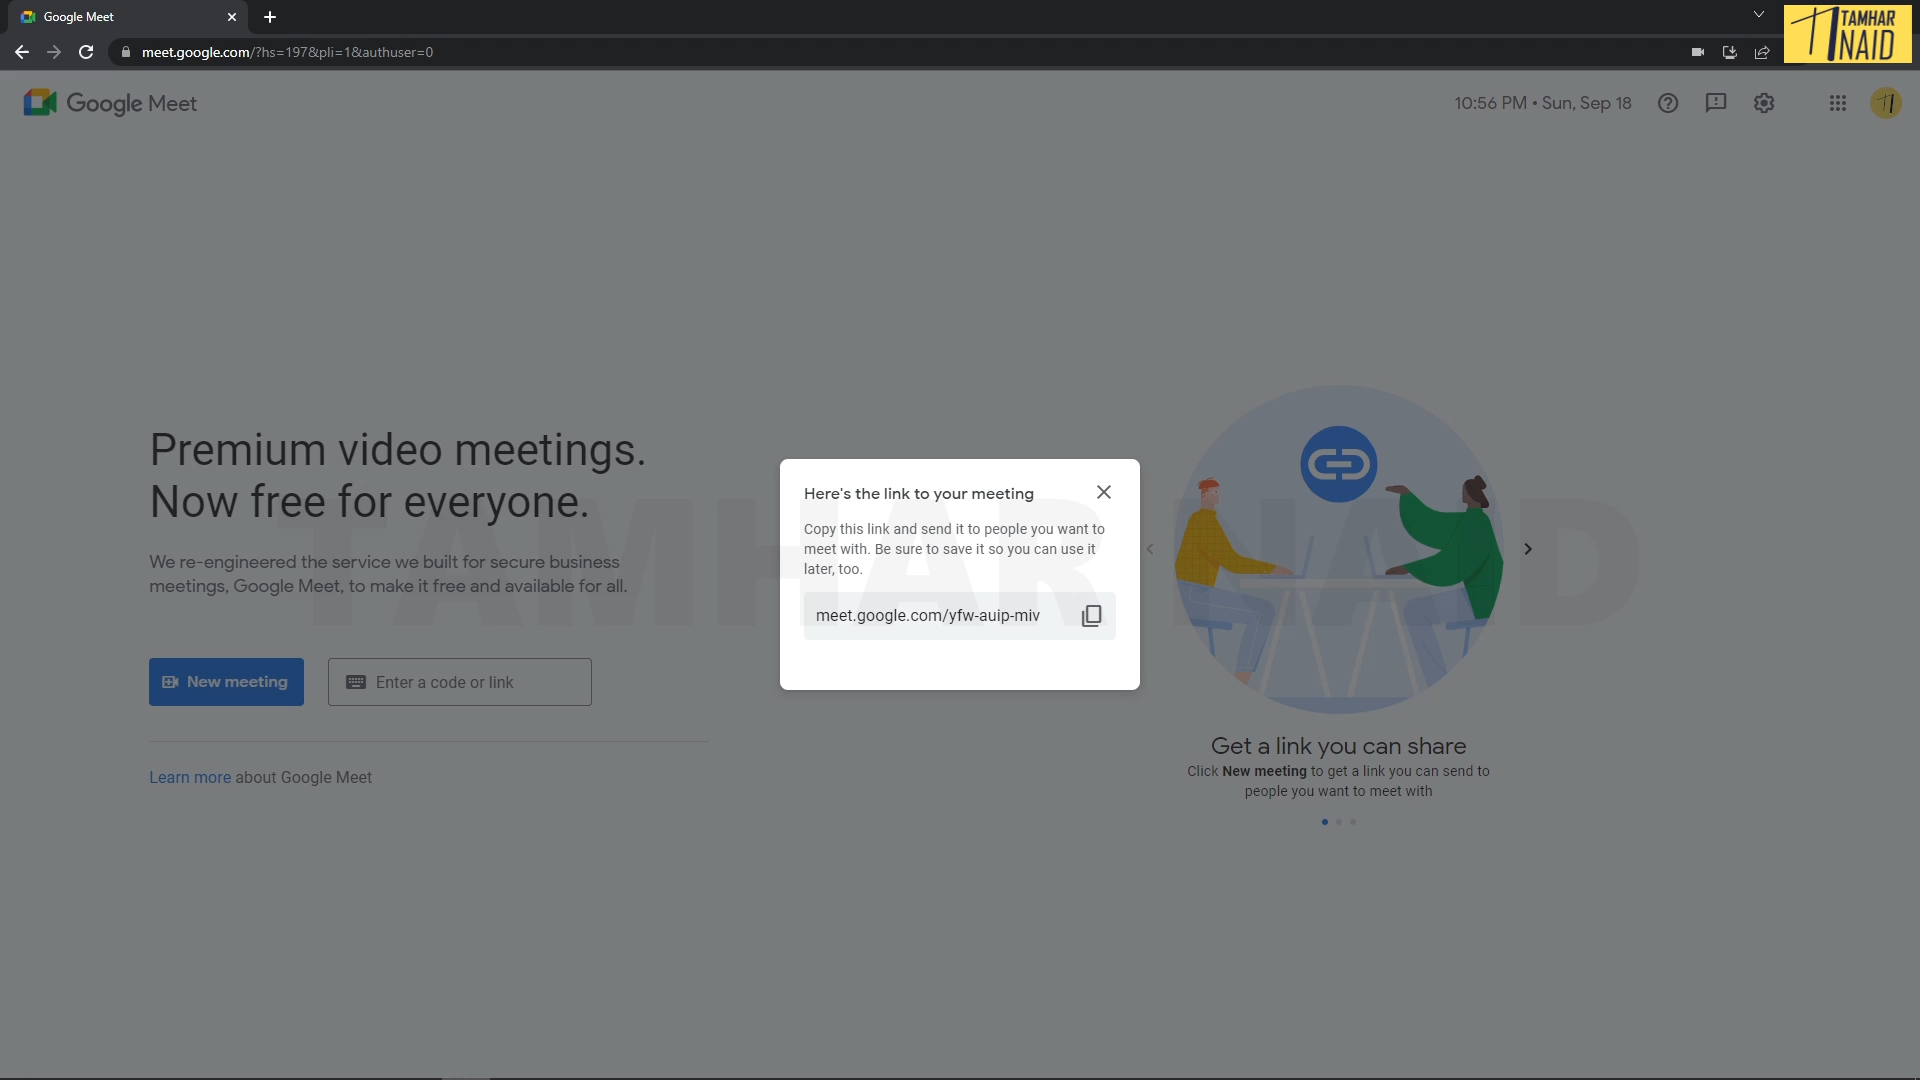 Google Meet
meet.google.com/?hs=197&pli=1&authuser=0
TAMHAR
NAID
Google Meet
10:56 PM • Sun, Sep 18
Premium video meetings.
Now free for everyone.
We re-engineered the service we built for secure business
meetings, Google Meet, to make it free and available for all.
New meeting
Enter a code or link
Learn more about Google Meet
Here's the link to your meeting
Copy this link and send it to people you want to
meet with. Be sure to save it so you can use it
later, too.
meet.google.com/yfw-auip-miv
Get a link you can share
Click New meeting to get a link you can send to
people you want to meet with
TAMHAR NAID